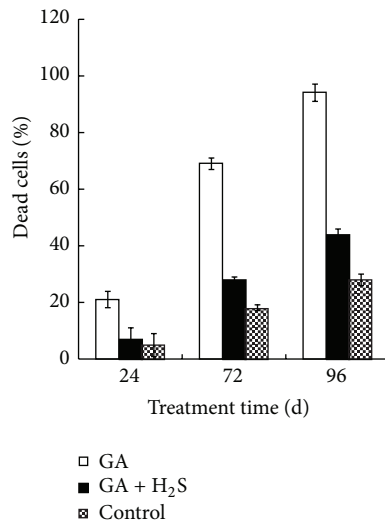 120
100
80
60
40
20
0
Dead cells (%)
24 72 96
Treatment time (d)
GA
GA + H₂S
Control